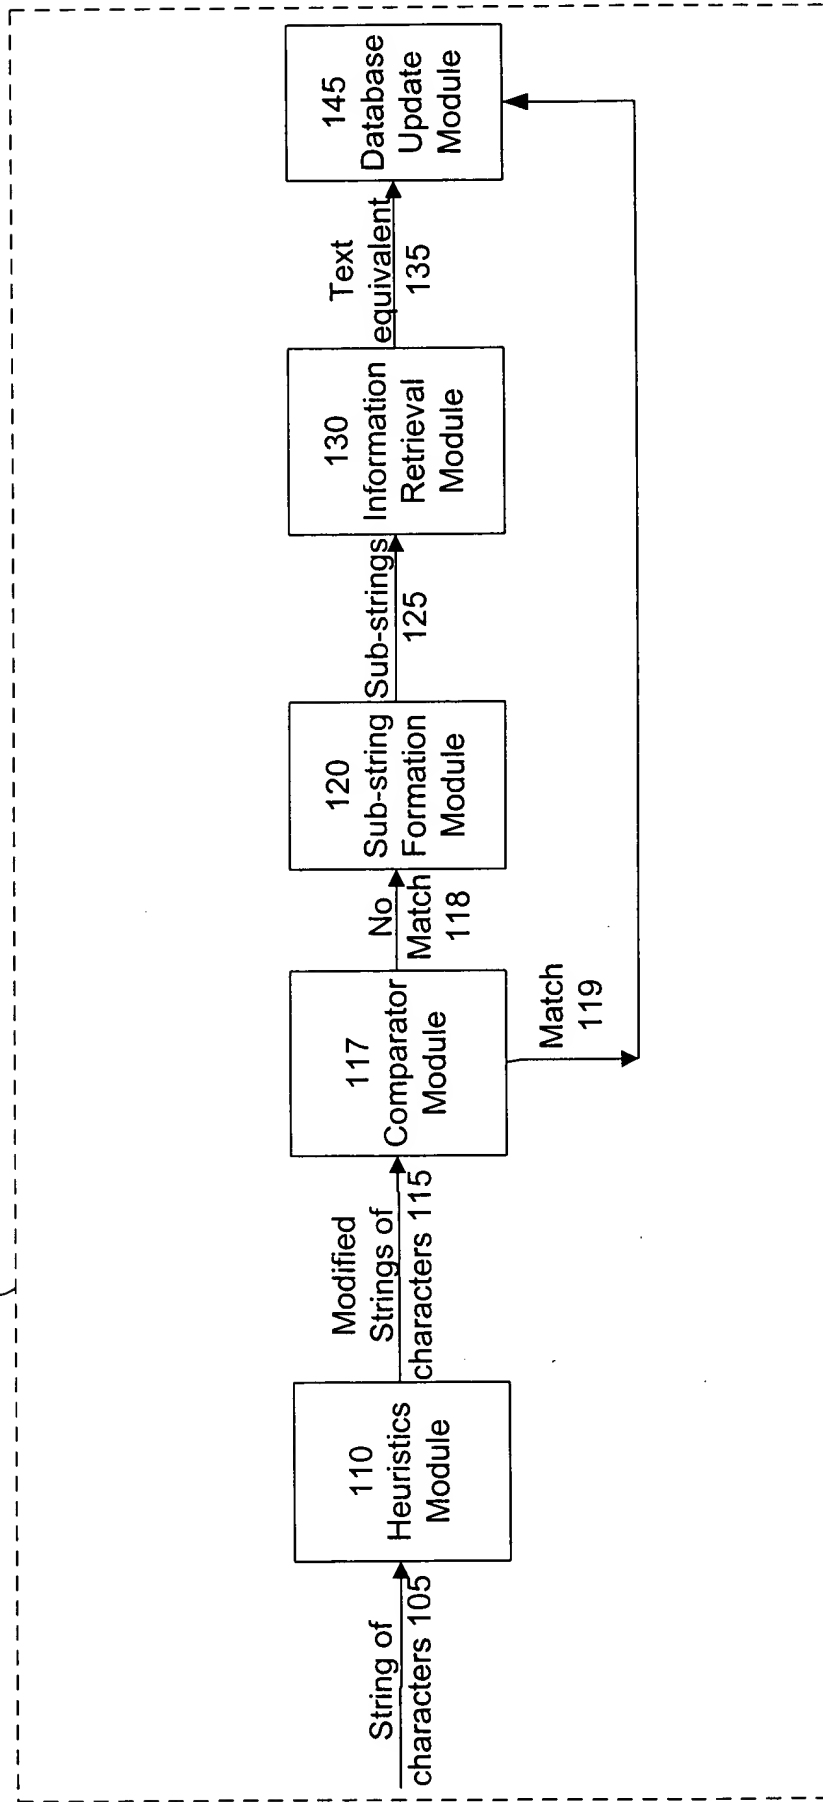 String of
characters 105
110
Heuristics
Module
Modified
Strings of
characters 115
117
Comparator
Module
No
Match
118
Match
119
120
Sub-string
Formation
Module
Sub-strings
125
130
Information
Retrieval
Module
Text
equivalent
135
145
Database
Update
Module